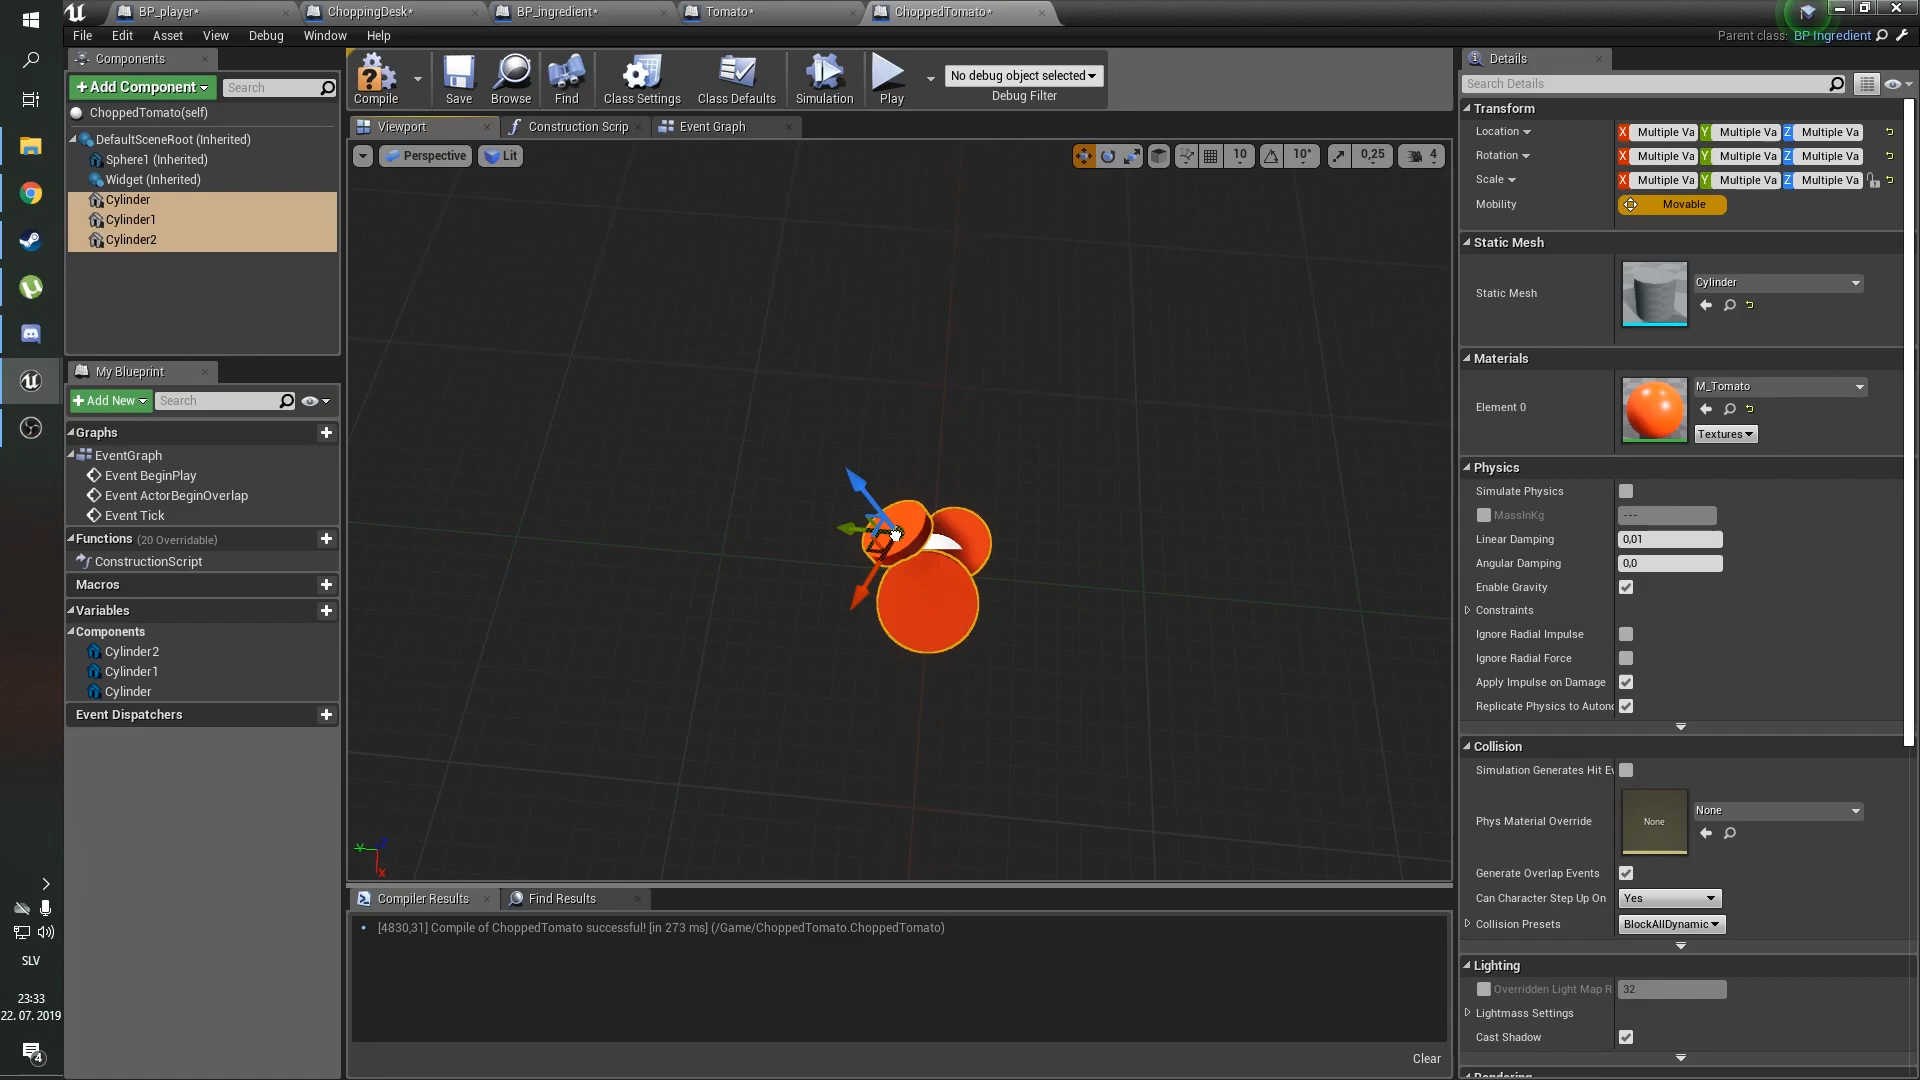 BP_player*
ChoppingDesk*
BP_ingredient*
Tomato*
ChoppedTomato*
File Edit Asset View Debug Window Help
Parent class: BP Ingredient
Components
+Add Component
Search
ChoppedTomato(self)
DefaultSceneRoot (Inherited)
Sphere1 (Inherited)
Widget (Inherited)
Cylinder
Cylinder1
Cylinder2
My Blueprint
+Add New
Search
Graphs
EventGraph
Event BeginPlay
Event ActorBeginOverlap
Event Tick
Functions (20 Overridable)
ConstructionScript
Macros
Variables
Components
Cylinder2
Cylinder1
Cylinder
Event Dispatchers
Compile
Save
Browse
Find
Class Settings
Class Defaults
Simulation
Play
No debug object selected
Debug Filter
Viewport
Construction Scrip
Event Graph
Perspective
Lit
10
10°
0,25
4
Y
X
Compiler Results
Find Results
• [4830,31] Compile of ChoppedTomato successful! [in 273 ms] (/Game/ChoppedTomato.ChoppedTomato)
Clear
Details
Search Details
Transform
Location X Multiple Va Y Multiple Va Z Multiple Va
Rotation X Multiple Va Y Multiple Va Z Multiple Va
Scale X Multiple Va Y Multiple Va Z Multiple Va
Mobility Movable
Static Mesh
Static Mesh Cylinder
Materials
Element 0 M_Tomato
Textures
Physics
Simulate Physics
MassInKg ---
Linear Damping 0,01
Angular Damping 0,0
Enable Gravity
Constraints
Ignore Radial Impulse
Ignore Radial Force
Apply Impulse on Damage
Replicate Physics to Auton
Collision
Simulation Generates Hit Ev
Phys Material Override None None
Generate Overlap Events
Can Character Step Up On Yes
Collision Presets BlockAllDynamic
Lighting
Overridden Light Map R 32
Lightmass Settings
Cast Shadow
Rendering
SLV
23:33
22. 07. 2019
4